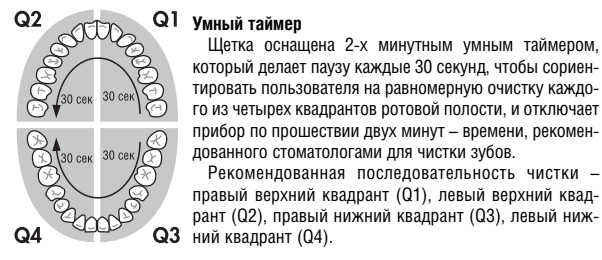 Q2
Q1
30 сек
30 сек
30 сек
30 сек
Q4
Q3
Умный таймер
Щетка оснащена 2-х минутным умным таймером,
который делает паузу каждые 30 секунд, чтобы сориен-
тировать пользователя на равномерную очистку каждо-
го из четырех квадрантов ротовой полости, и отключает
прибор по прошествии двух минут – времени, рекомен-
дованного стоматологами для чистки зубов.
Рекомендованная последовательность чистки –
правый верхний квадрант (Q1), левый верхний квад-
рант (Q2), правый нижний квадрант (Q3), левый ниж-
ний квадрант (Q4).